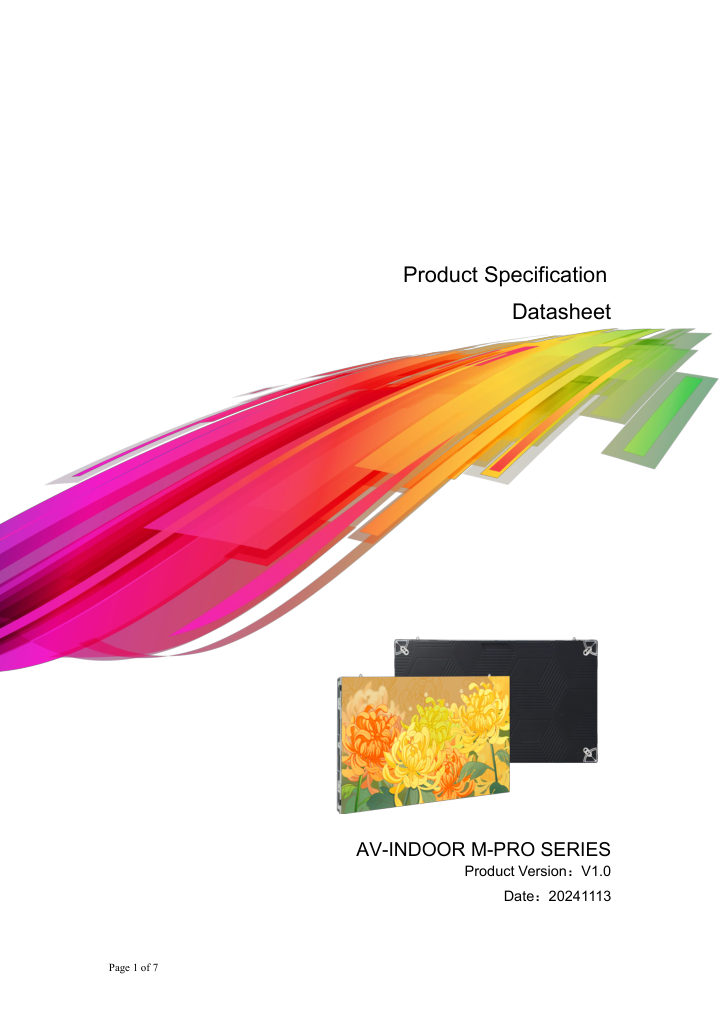 Product Specification
Datasheet
AV-INDOOR M-PRO SERIES
Product Version：V1.0
Date：20241113
Page 1 of 7